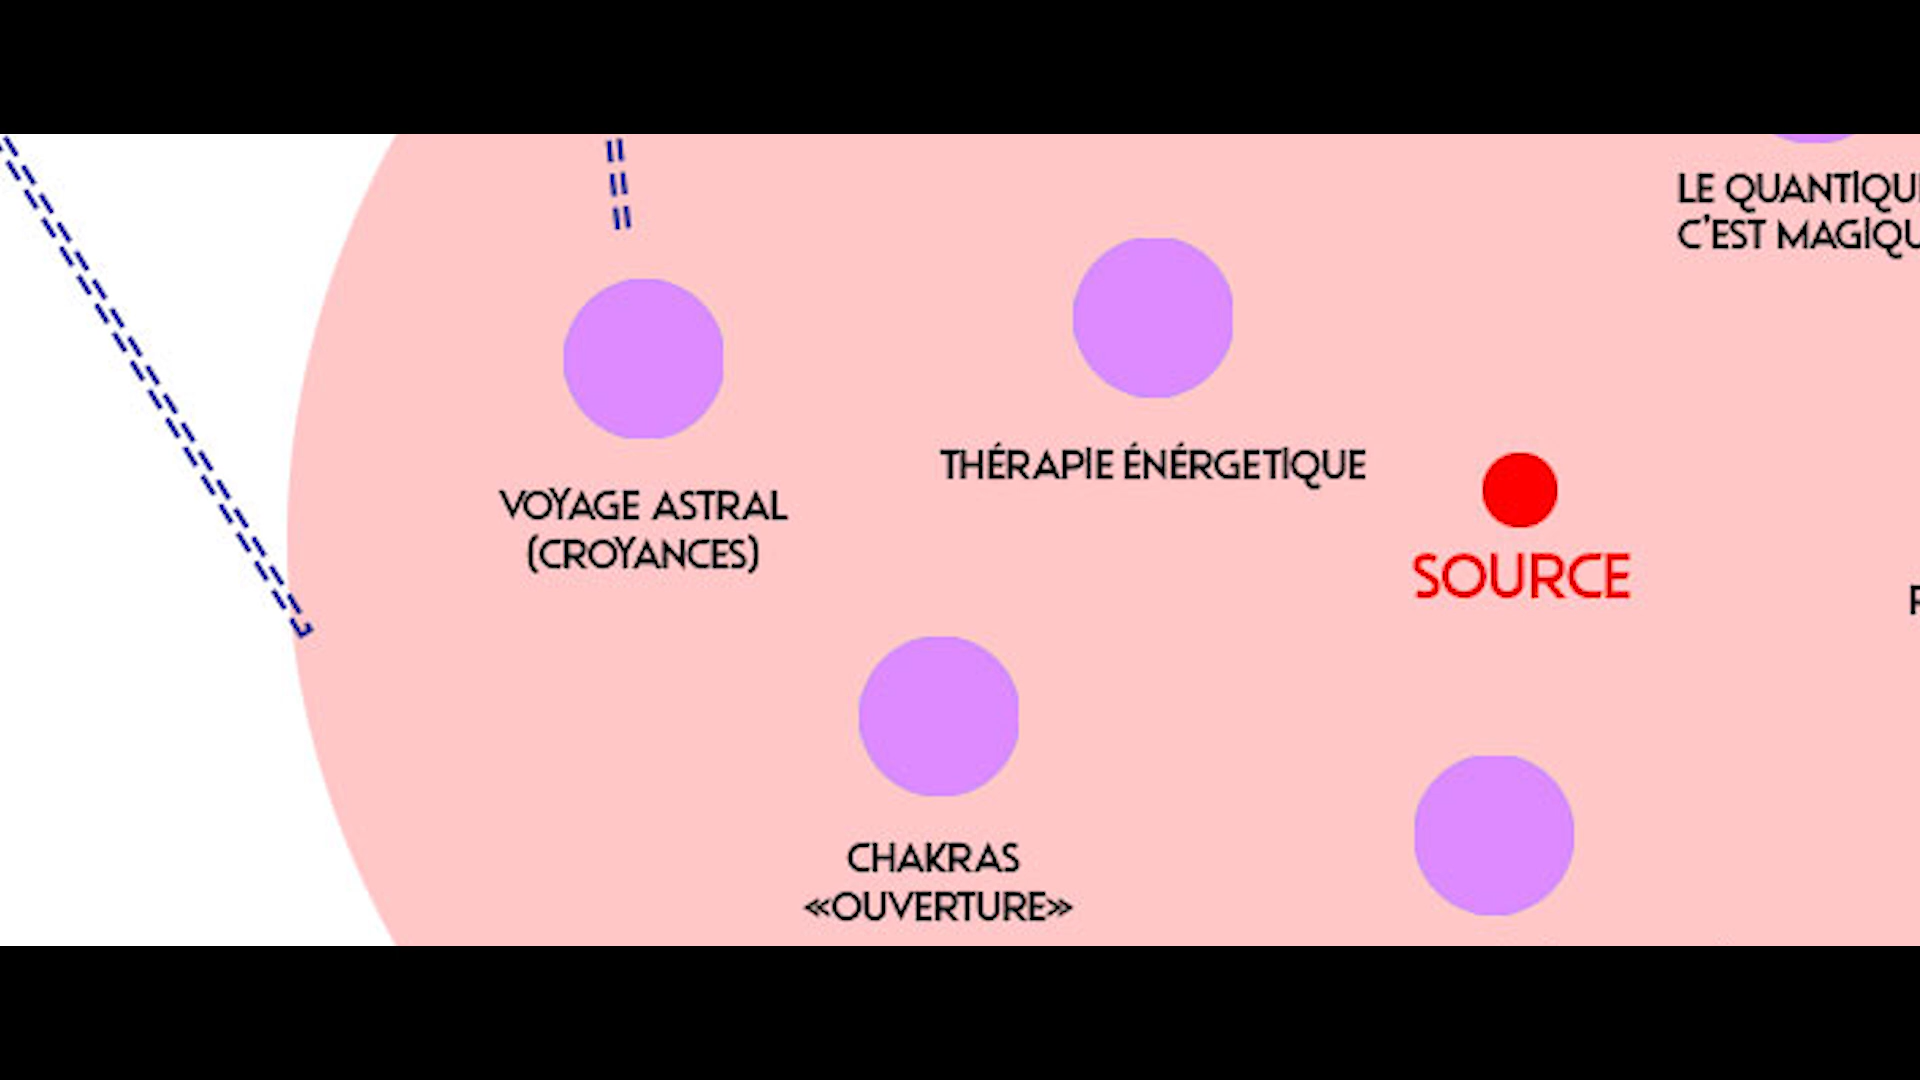 LE QUANTIQU
C'EST MAGIQU
THÉRAPIE ÉNÉRGETIQUE
VOYAGE ASTRAL
(CROYANCES)
SOURCE
CHAKRAS
«OUVERTURE»